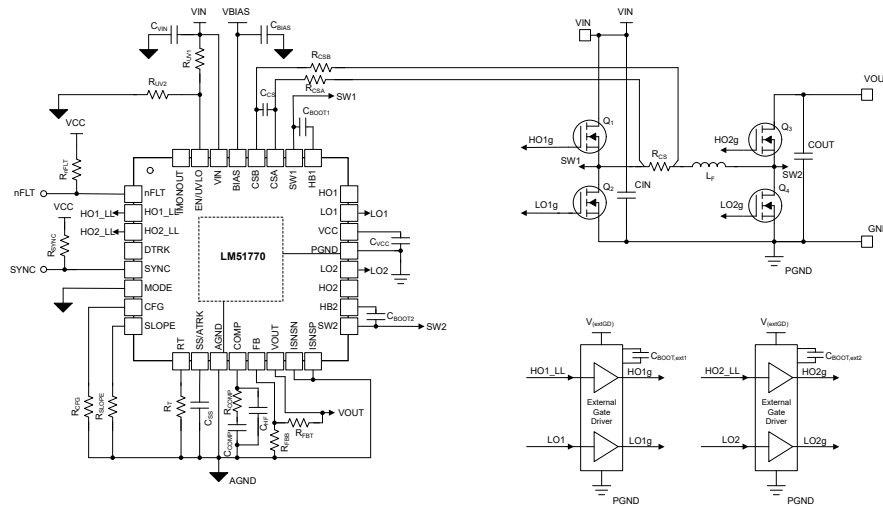 VIN
VBIAS
CVIN
CBIAS
RUV1
RUV2
RCSB
RCSA
CCS
SW1
CBOOT1
VCC
RnFLT
nFLT
VCC
RSYNC
SYNC
IMONOUT
EN/UVLO
VIN
BIAS
CSB
CSA
SW1
HB1
nFLT
HO1_LL
HO2_LL
DTRK
SYNC
MODE
CFG
SLOPE
HO1_LL
HO2_LL
LM51770
HO1
LO1
VCC
PGND
LO2
HO2
HB2
SW2
LO1
CVCC
LO2
CBOOT2
SW2
RT
SS/ATRK
AGND
COMP
FB
VOUT
ISNSN
ISNSP
RCFG
RSLOPE
RT
CSS
RCOMP
CCOMP
CHF
RFBB
RFBT
VOUT
AGND
VIN
VIN
VOU
Q1
HO1g
SW1
Q2
LO1g
CIN
RCS
LF
HO2g
Q3
SW2
COUT
LO2g
Q4
GN
PGND
V(extGD)
CBOOT,ext1
HO1_LL
HO1g
External
Gate
Driver
LO1
LO1g
PGND
V(extGD)
CBOOT,ext2
HO2_LL
HO2g
External
Gate
Driver
LO2
LO2g
PGND